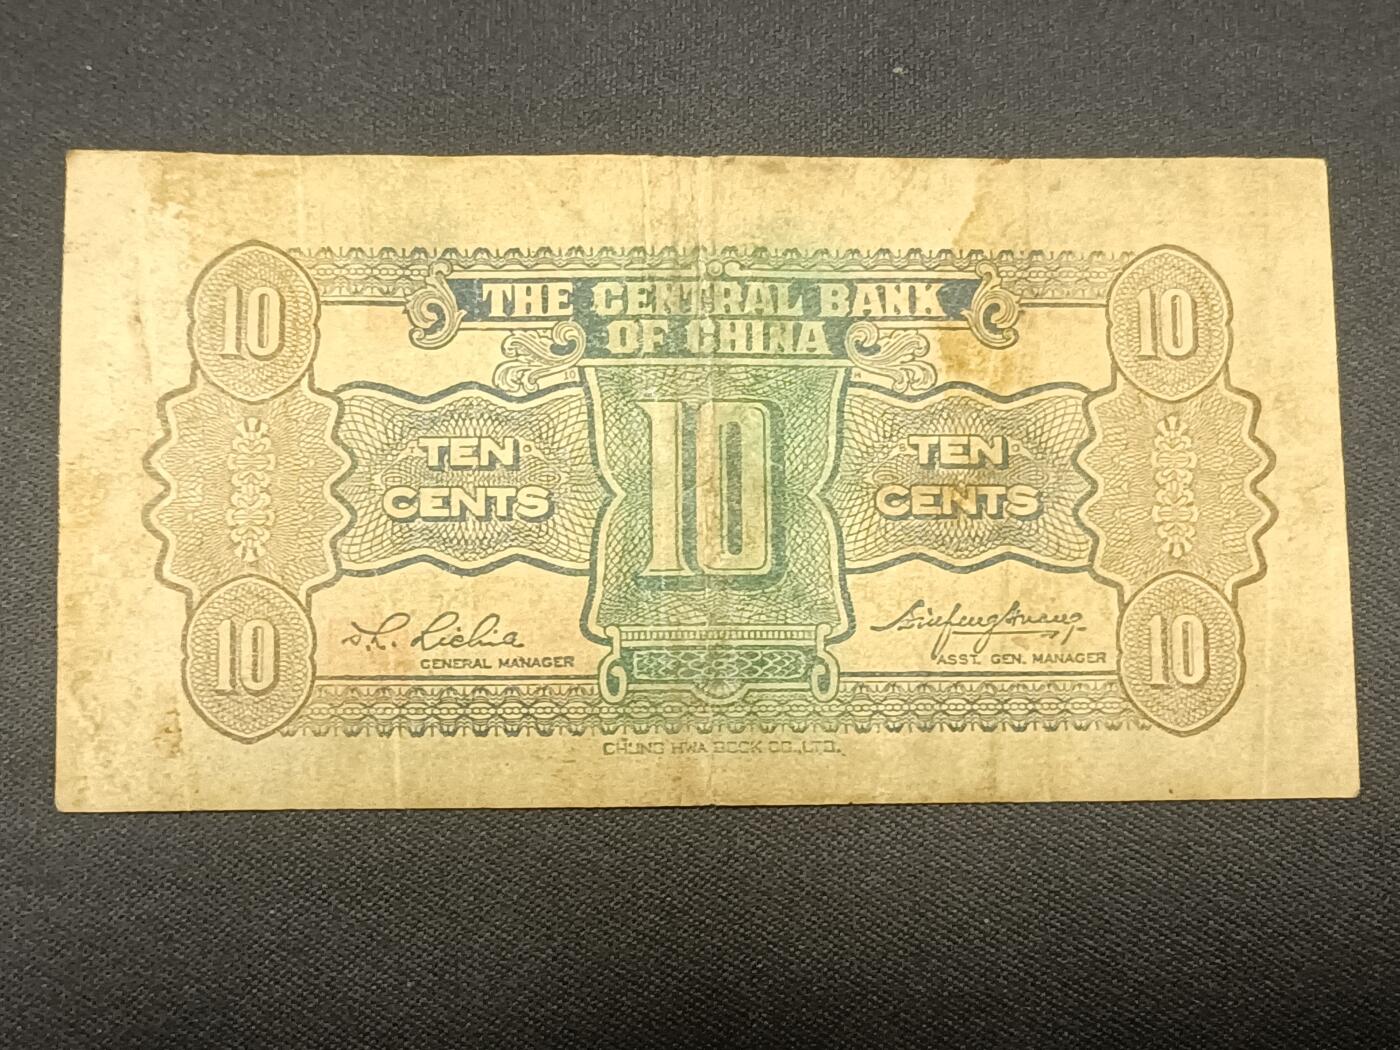 THE CENTRAL BANK
OF CHINA
10
10
10
TEN
CENTS
TEN
CENTS
GENERAL MANAGER
ASST. GEN. MANAGER
10
10
CHUNG HWA BOOK CO., LTD.